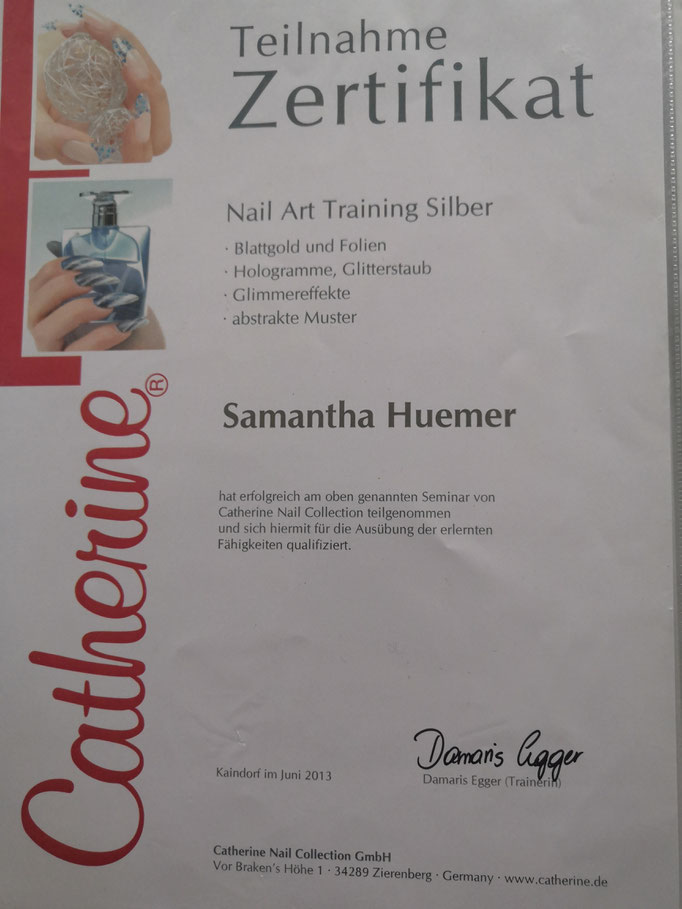 Teilnahme
Zertifikat
Nail Art Training Silber
· Blattgold und Folien
· Hologramme, Glitterstaub
· Glimmereffekte
· abstrakte Muster
Catherine®
Samantha Huemer
hat erfolgreich am oben genannten Seminar von
Catherine Nail Collection teilgenommen
und sich hiermit für die Ausübung der erlernten
Fähigkeiten qualifiziert.
Damaris Egger
Kaindorf im Juni 2013
Damaris Egger (Trainerin)
Catherine Nail Collection GmbH
Vor Braken's Höhe 1 · 34289 Zierenberg · Germany · www.catherine.de